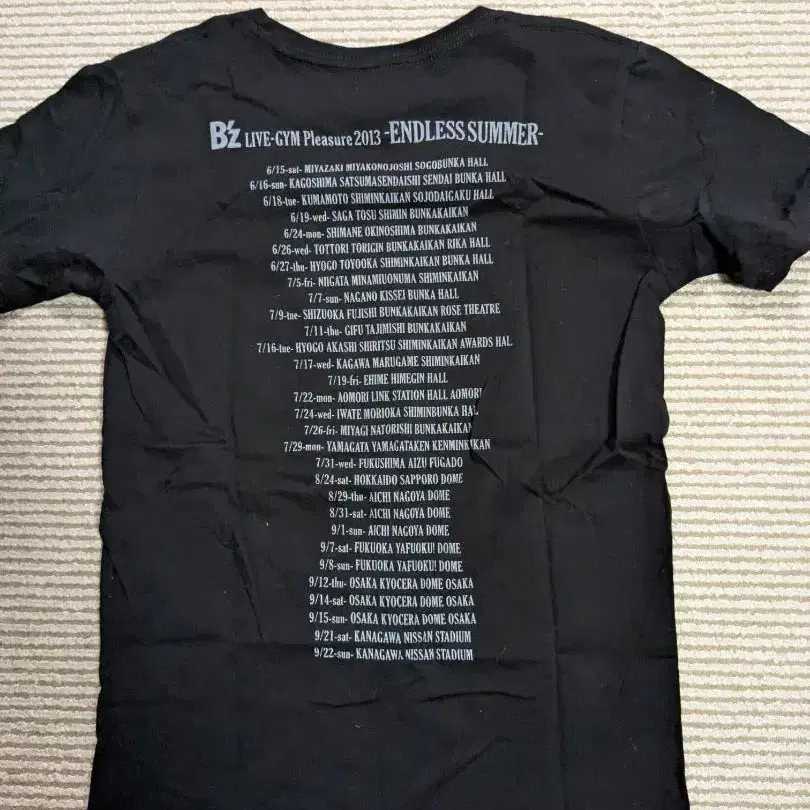 B'z LIVE-GYM Pleasure 2013 -ENDLESS SUMMER-
6/15-sat- MIYAZAKI MIYAKONOJOSHI SOGOBUNKA HALL
6/16-sun- KAGOSHIMA SATSUMASENDAISHI SENDAI BUNKA HALL
6/18-tue- KUMAMOTO SHIMINKAIKAN SOJODAIGAKU HALL
6/19-wed- SAGA TOSU SHIMIN BUNKAKAIKAN
6/24-mon- SHIMANE OKINOSHIMA BUNKAKAIKAN
6/26-wed- TOTTORI TORIGIN BUNKAKAIKAN RIKA HALL
6/27-thu- HYOGO TOYOOKA SHIMINKAIKAN BUNKA HALL
7/5-fri- NIIGATA MINAMIUONUMA SHIMINKAIKAN
7/7-sun- NAGANO KISSEI BUNKA HALL
7/9-tue- SHIZUOKA FUJISHI BUNKAKAIKAN ROSE THEATRE
7/11-thu- GIFU TAJIMISHI BUNKAKAIKAN
7/16-tue- HYOGO AKASHI SHIRITSU SHIMINKAIKAN AWARDS HAL
7/17-wed- KAGAWA MARUGAME SHIMINKAIKAN
7/19-fri- EHIME HIMEGIN HALL
7/22-mon- AOMORI LINK STATION HALL AOMORI
7/24-wed- IWATE MORIOKA SHIMINBUNKA HAL
7/26-fri- MIYAGI NATORISHI BUNKAKAIKAN
7/29-mon- YAMAGATA YAMAGATAKEN KENMINKAIKAN
7/31-wed- FUKUSHIMA AIZU FUGADO
8/24-sat- HOKKAIDO SAPPORO DOME
8/29-thu- AICHI NAGOYA DOME
8/31-sat- AICHI NAGOYA DOME
9/1-sun- AICHI NAGOYA DOME
9/7-sat- FUKUOKA YAFUOKU! DOME
9/8-sun- FUKUOKA YAFUOKU! DOME
9/12-thu- OSAKA KYOCERA DOME OSAKA
9/14-sat- OSAKA KYOCERA DOME OSAKA
9/15-sun- OSAKA KYOCERA DOME OSAKA
9/21-sat- KANAGAWA NISSAN STADIUM
9/22-sun- KANAGAWA NISSAN STADIUM